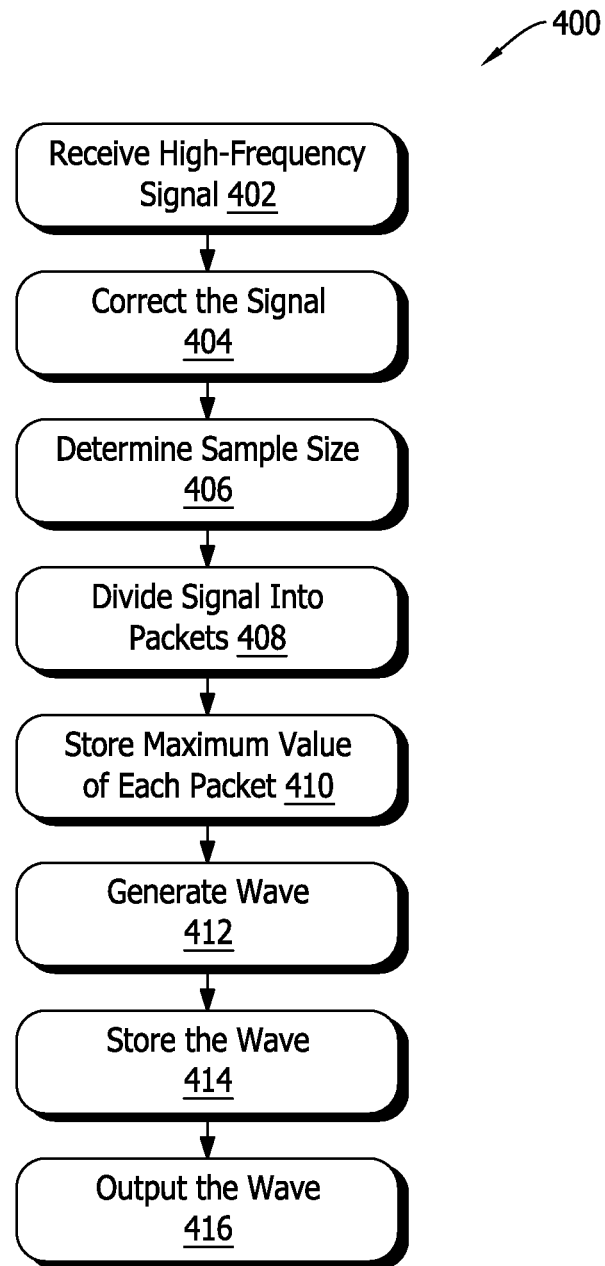 400
Receive High-Frequency
Signal 402
Correct the Signal
404
Determine Sample Size
406
Divide Signal Into
Packets 408
Store Maximum Value
of Each Packet 410
Generate Wave
412
Store the Wave
414
Output the Wave
416